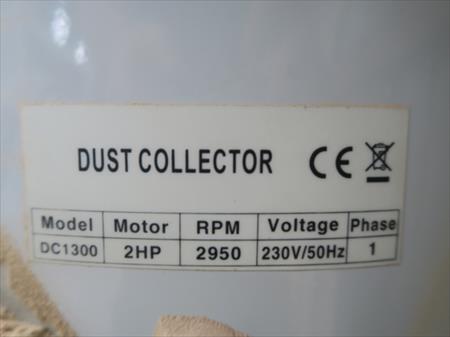 DUST COLLECTOR CE
Model Motor RPM Voltage Phase
DC1300 2HP 2950 230V/50Hz 1